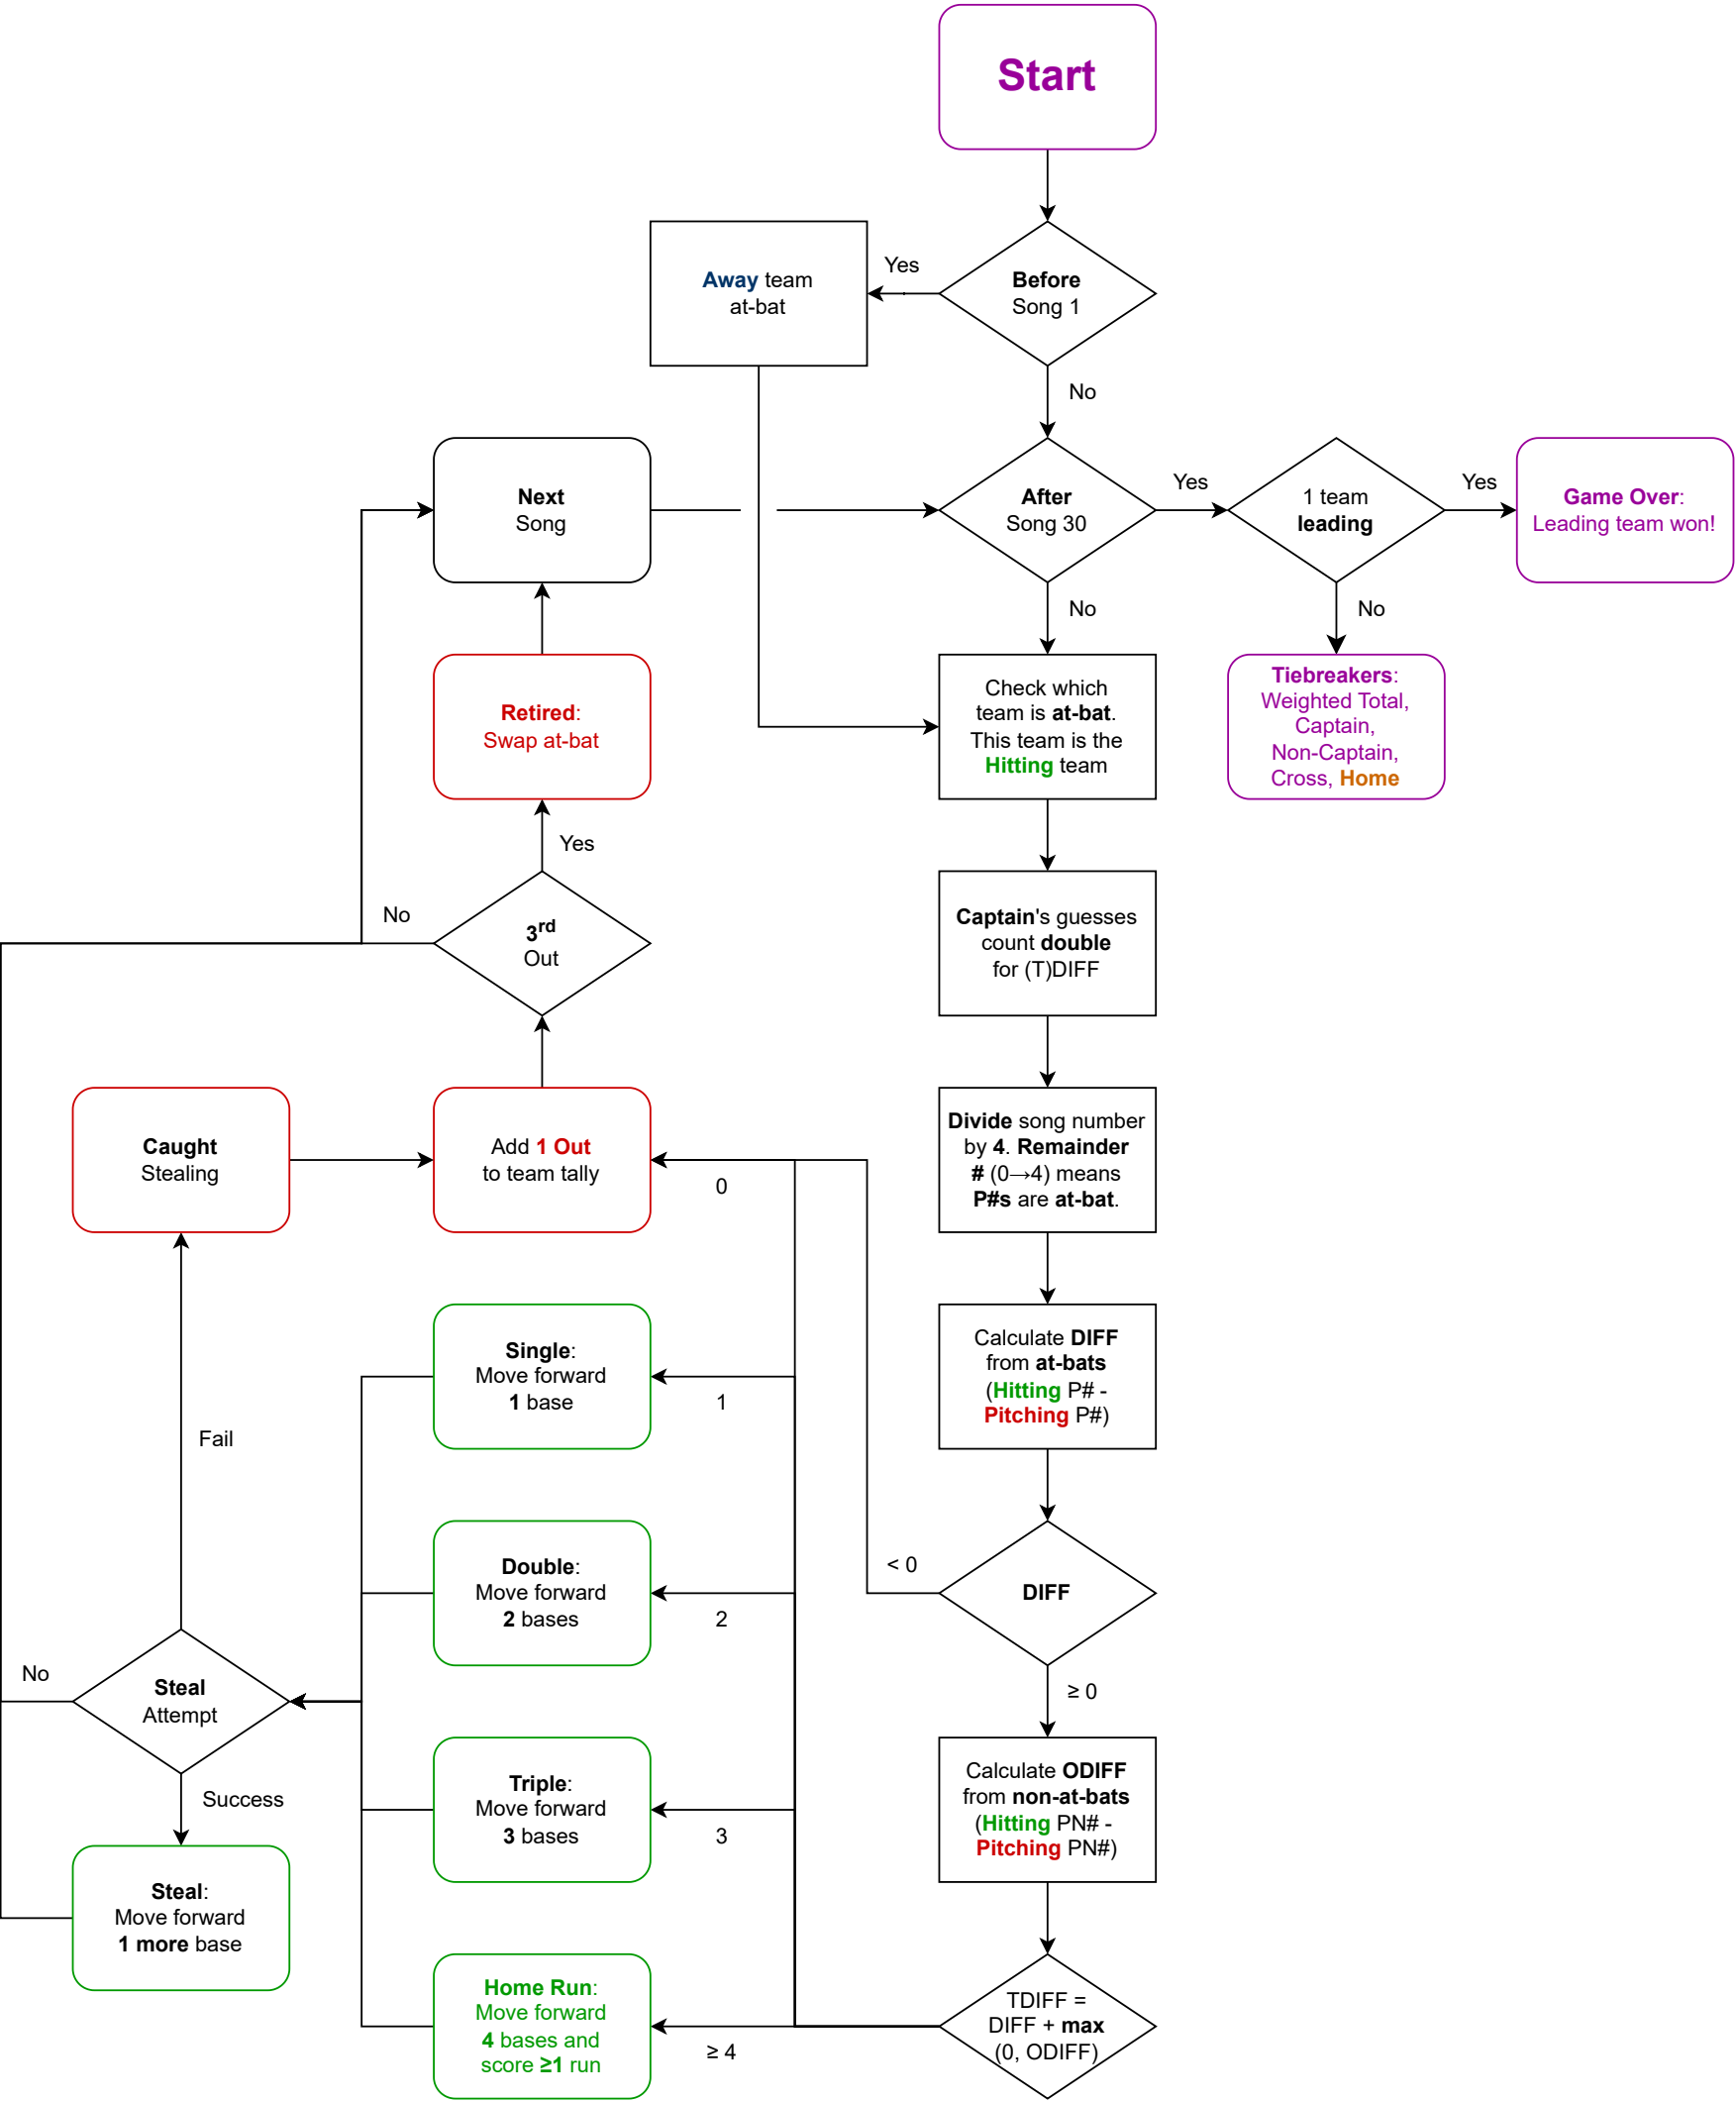 Start
Yes
Away team
at-bat
Before
Song 1
No
Next
Song
After
Song 30
Yes
1 team
leading
Yes
Game Over:
Leading team won!
No
No
Retired:
Swap at-bat
Check which
team is at-bat.
This team is the
Hitting team
Tiebreakers:
Weighted Total,
Captain,
Non-Captain,
Cross, Home
Yes
No
3rd
Out
Captain's guesses
count double
for (T)DIFF
Caught
Stealing
Add 1 Out
to team tally
0
Divide song number
by 4. Remainder
# (0→4) means
P#s are at-bat.
Single:
Move forward
1 base
1
Calculate DIFF
from at-bats
(Hitting P# -
Pitching P#)
Fail
Double:
Move forward
2 bases
2
< 0
DIFF
≥ 0
No
Steal
Attempt
Success
Triple:
Move forward
3 bases
3
Calculate ODIFF
from non-at-bats
(Hitting PN# -
Pitching PN#)
Steal:
Move forward
1 more base
Home Run:
Move forward
4 bases and
score ≥1 run
≥ 4
TDIFF =
DIFF + max
(0, ODIFF)